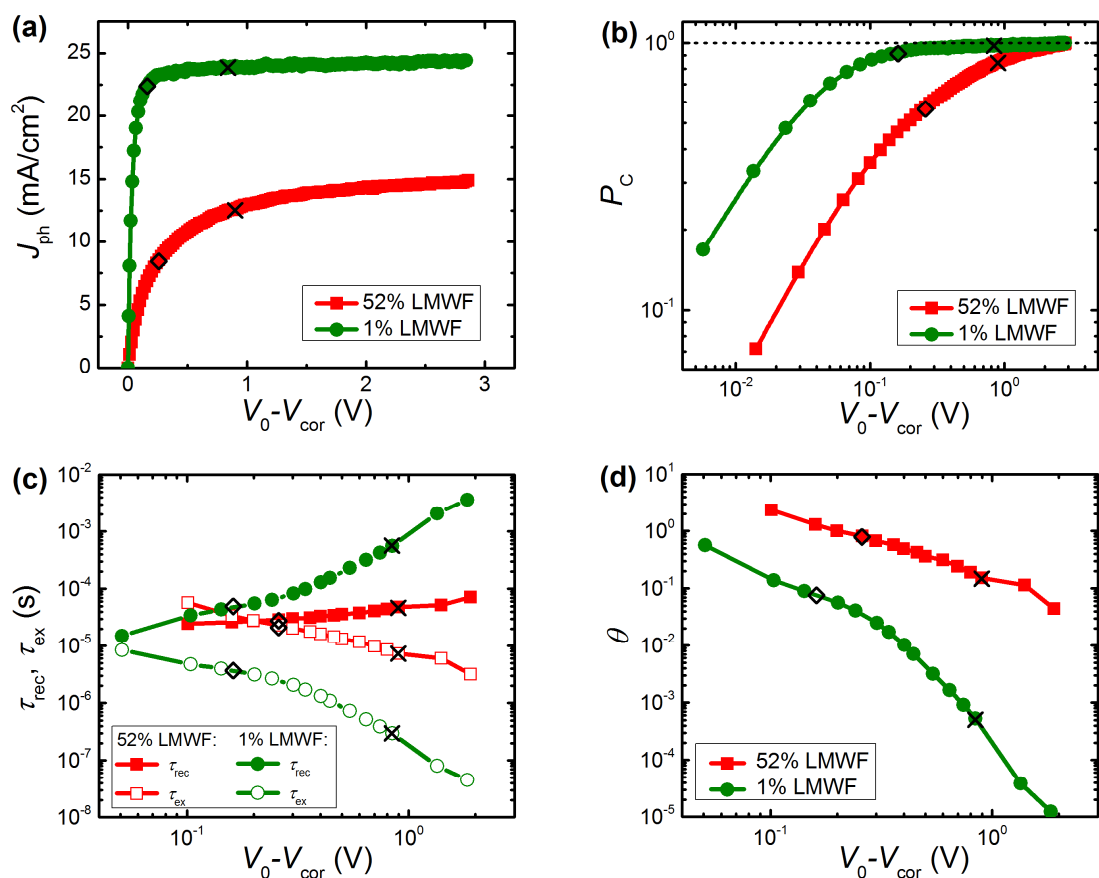 (a)
25
20
15
10
5
0
J_ph (mA/cm²)
0 1 2 3
V_0-V_cor (V)
52% LMWF
1% LMWF
(b)
10^0
10^-1
P_C
10^-2 10^-1 10^0
V_0-V_cor (V)
52% LMWF
1% LMWF
(c)
10^-2
10^-3
10^-4
10^-5
10^-6
10^-7
10^-8
τ_rec, τ_ex (s)
52% LMWF: 1% LMWF:
τ_rec τ_rec
τ_ex τ_ex
10^-1 10^0
V_0-V_cor (V)
(d)
10^1
10^0
10^-1
10^-2
10^-3
10^-4
10^-5
θ
52% LMWF
1% LMWF
10^-1 10^0
V_0-V_cor (V)